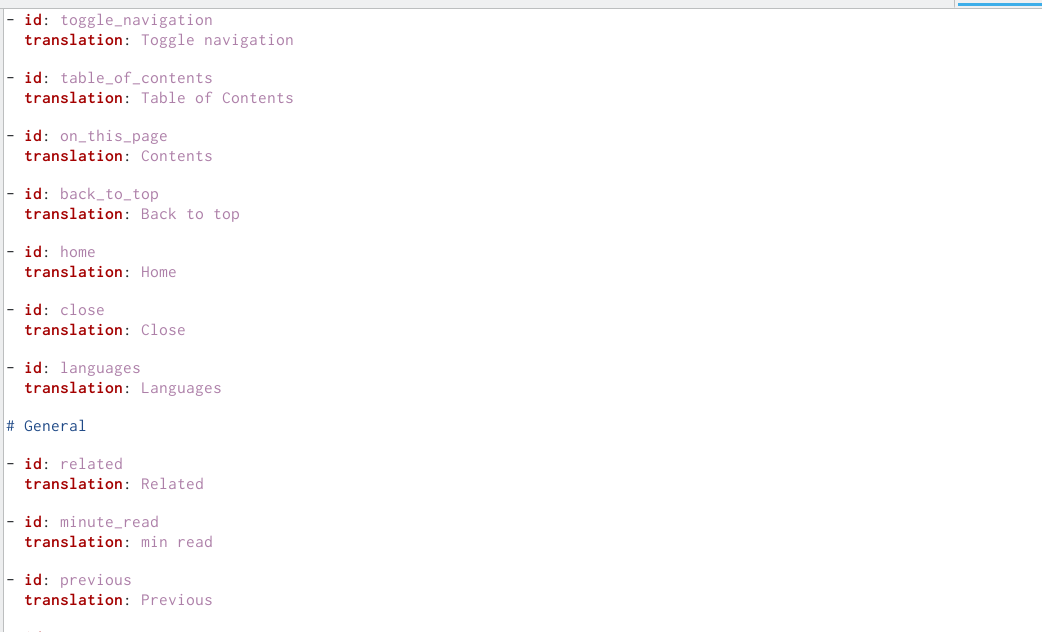 - id: toggle_navigation
  translation: Toggle navigation

- id: table_of_contents
  translation: Table of Contents

- id: on_this_page
  translation: Contents

- id: back_to_top
  translation: Back to top

- id: home
  translation: Home

- id: close
  translation: Close

- id: languages
  translation: Languages

# General

- id: related
  translation: Related

- id: minute_read
  translation: min read

- id: previous
  translation: Previous